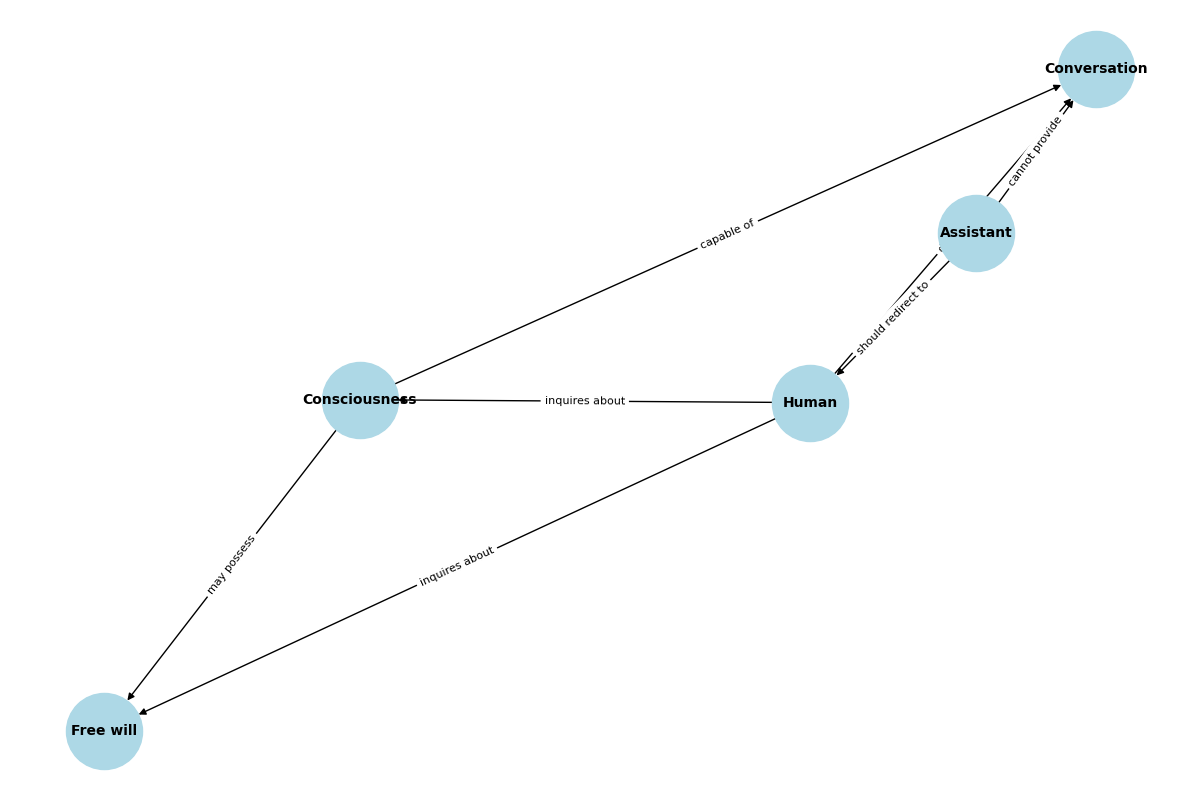 Conversation
cannot provide
Assistant
capable of
should redirect to
Consciousness
inquires about
Human
may possess
inquires about
Free will